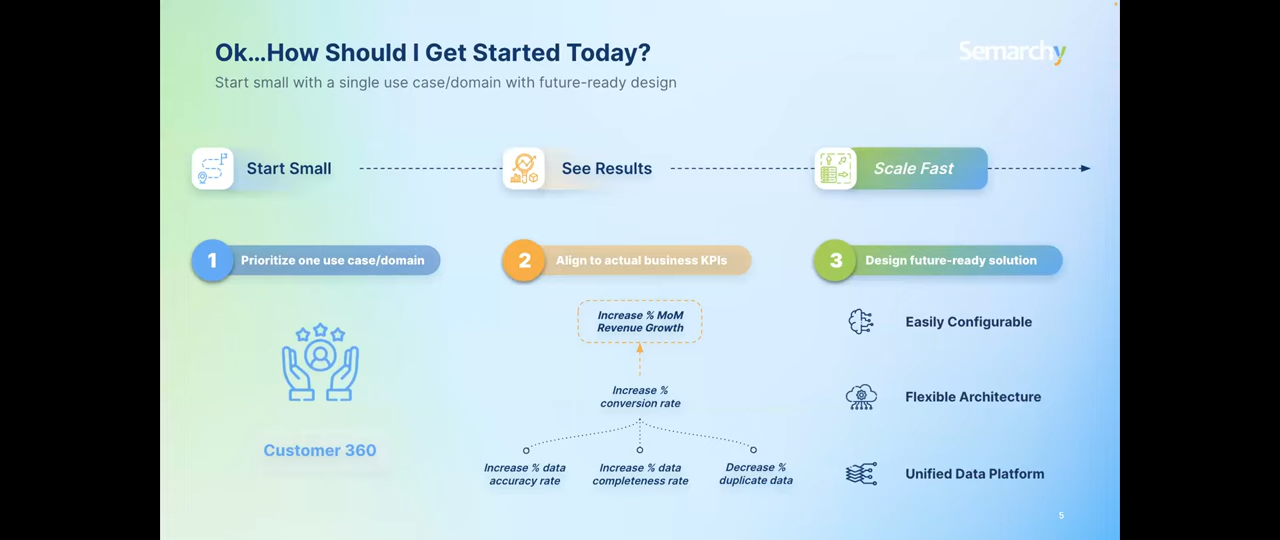 Ok...How Should I Get Started Today?
Semarchy
Start small with a single use case/domain with future-ready design
Start Small
See Results
Scale Fast
1
Prioritize one use case/domain
2
Align to actual business KPIs
3
Design future-ready solution
Increase % MoM
Revenue Growth
Increase %
conversion rate
Increase % data
accuracy rate
Increase % data
completeness rate
Decrease %
duplicate data
Customer 360
Easily Configurable
Flexible Architecture
Unified Data Platform
5